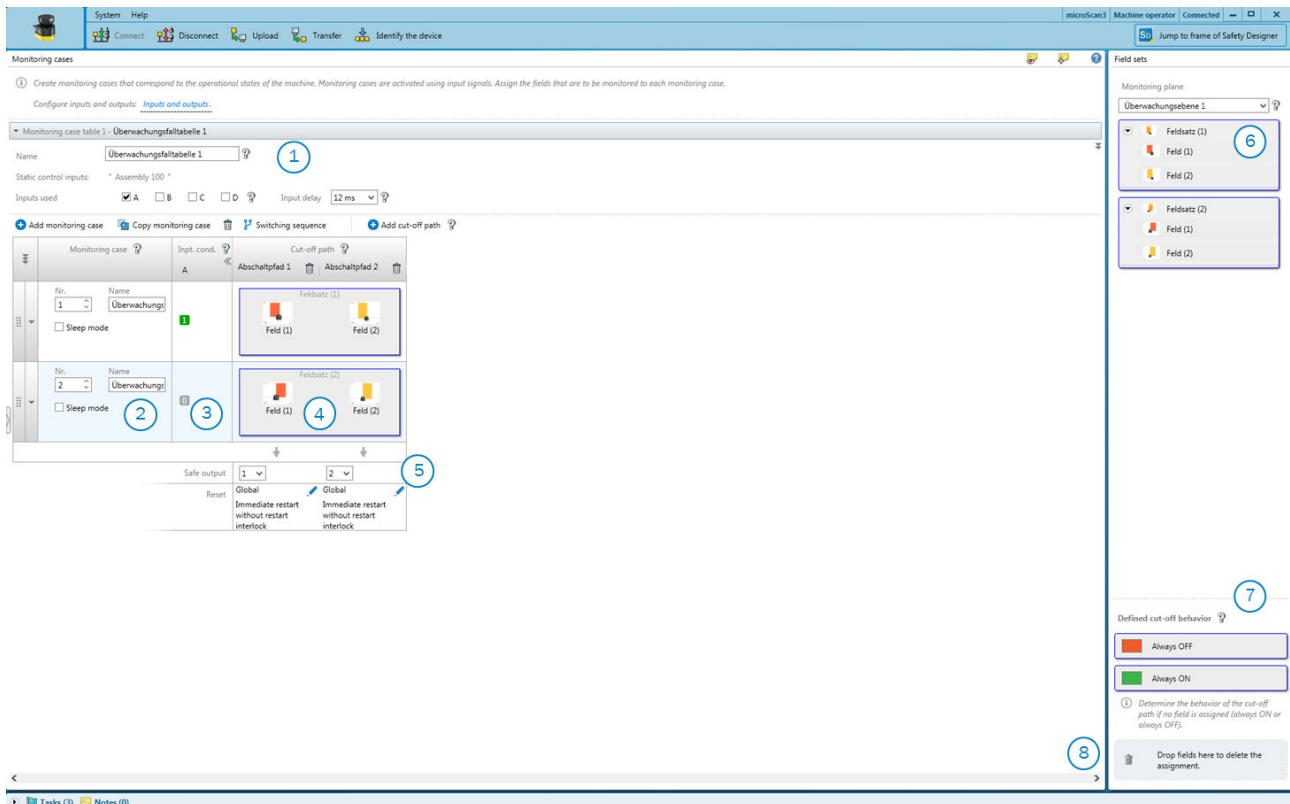 System Help
microScan3 Machine operator Connected
Connect Disconnect Upload Transfer Identify the device
So Jump to frame of Safety Designer
Monitoring cases
Create monitoring cases that correspond to the operational states of the machine. Monitoring cases are activated using input signals. Assign the fields that are to be monitored to each monitoring case.
Configure inputs and outputs: Inputs and outputs.
Monitoring case table 1 - Überwachungsfalltabelle 1
Name Überwachungsfalltabelle 1 ? 1
Static control inputs: " Assembly 100 "
Inputs used A B C D ? Input delay 12 ms ?
Add monitoring case Copy monitoring case Switching sequence Add cut-off path ?
Monitoring case ? Inpt. cond. ? Cut-off path ?
A Abschaltpfad 1 Abschaltpfad 2
Nr. Name Feldsatz (1)
1 Überwachungs
1
Sleep mode Feld (1) Feld (2)
Nr. Name Feldsatz (2)
2 Überwachungs
0
Sleep mode 2 3 Feld (1) 4 Feld (2)
Safe output 1 2 5
Reset Global Global
Immediate restart Immediate restart
without restart without restart
interlock interlock
Field sets
Monitoring plane
Überwachungsebene 1 ?
Feldsatz (1) 6
Feld (1)
Feld (2)
Feldsatz (2)
Feld (1)
Feld (2)
7
Defined cut-off behavior ?
Always OFF
Always ON
Determine the behavior of the cut-off
path if no field is assigned (always ON or
always OFF).
8
Drop fields here to delete the
assignment.
Tasks (3) Notes (0)